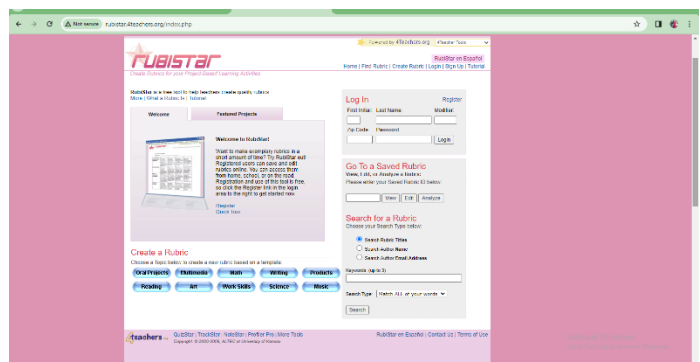 Not secure rubistar.4teachers.org/index.php
Powered by 4Teachers.org 4Teacher Tools
RUBISTAR
Create Rubrics for your Project-Based Learning Activities
RubiStar en Español
Home | Find Rubric | Create Rubric | Login | Sign Up | Tutorial
RubiStar is a free tool to help teachers create quality rubrics
More | What a Rubric Is | Tutorial
Welcome Featured Projects
Welcome to RubiStar!
Want to make exemplary rubrics in a
short amount of time? Try RubiStar out!
Registered users can save and edit
rubrics online. You can access them
from home, school, or on the road.
Registration and use of this tool is free,
so click the Register link in the login
area to the right to get started now.
Register
Create a Rubric
Choose a Topic below to create a new rubric based on a template:
Oral Projects Multimedia Math Writing Products
Reading Art Work Skills Science Music
Log In Register
First Initial: Last Name: Modifier:
Zip Code: Password:
Login
Go To a Saved Rubric
View, Edit, or Analyze a Rubric
Please enter your Saved Rubric ID below:
View Edit Analyze
Search for a Rubric
Choose your Search Type below:
Search Rubric Titles
Search Author Name
Search Author Email Address
Keywords (up to 3)
Search Type: Match ALL of your words
Search
4teachers
QuizStar | TrackStar | NoteStar | Profiler Pro | More Tools
Copyright © 2000-2008, ALTEC at University of Kansas
RubiStar en Español | Contact Us | Terms of Use